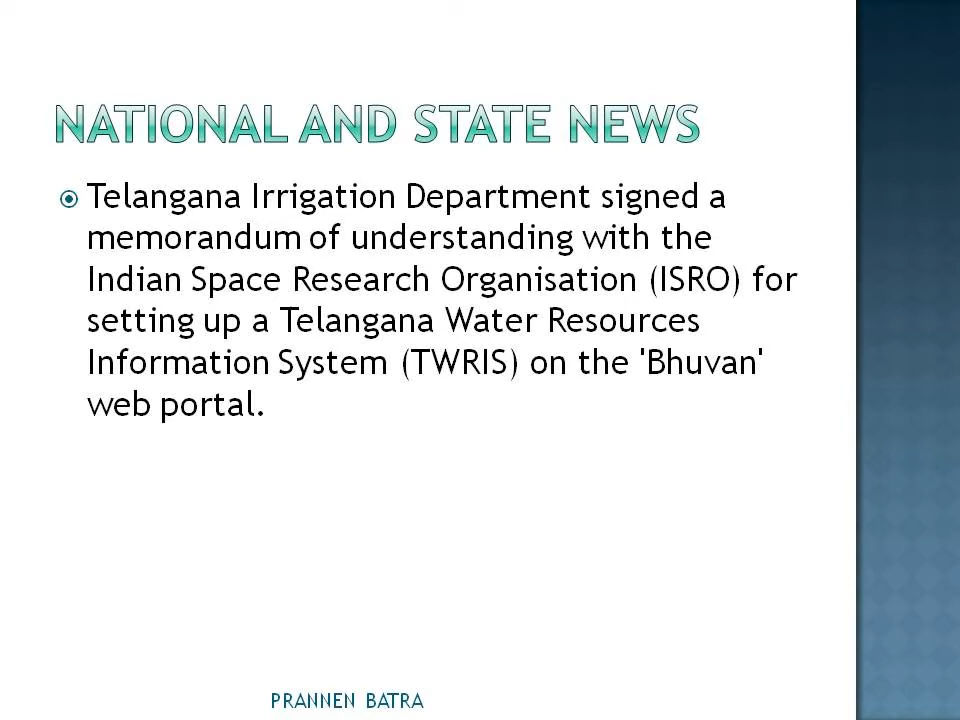 NATIONAL AND STATE NEWS
Telangana Irrigation Department signed a
memorandum of understanding with the
Indian Space Research Organisation (ISRO) for
setting up a Telangana Water Resources
Information System (TWRIS) on the 'Bhuvan'
web portal.
PRANNEN BATRA